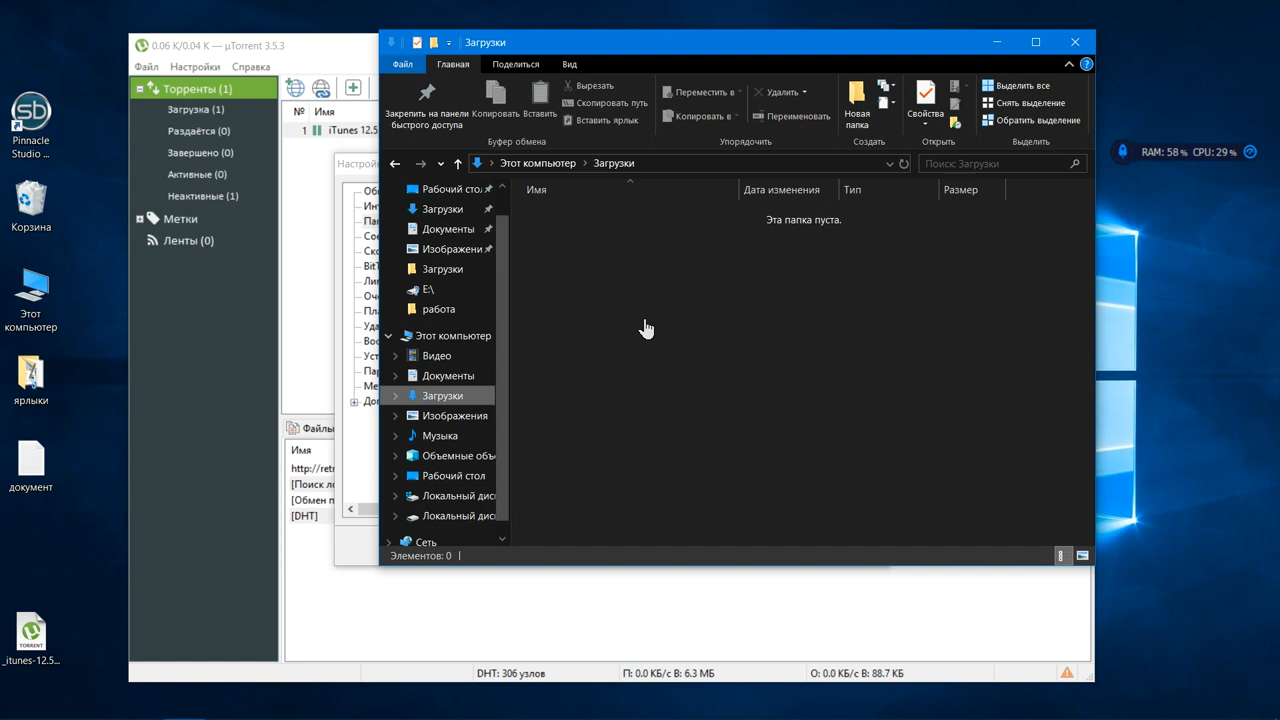 Pinnacle
Studio ...
Корзина
Этот
компьютер
ярлыки
документ
TORRENT
_itunes-12.5...
0.06 К/0.04 К — µTorrent 3.5.3
Файл Настройки Справка
Торренты (1)
Загрузка (1)
Раздаётся (0)
Завершено (0)
Активные (0)
Неактивные (1)
Метки
Ленты (0)
№ Имя
1 iTunes 12.5
Файлы
Имя
http://ret
[Поиск л
[Обмен п
[DHT]
DHT: 306 узлов П: 0.0 КБ/с В: 6.3 МБ О: 0.0 КБ/с В: 88.7 КБ
Настрой
Загрузки
Файл Главная Поделиться Вид
Закрепить на панели
быстрого доступа
Копировать
Вставить
Вырезать
Скопировать путь
Вставить ярлык
Буфер обмена
Переместить в
Копировать в
Удалить
Переименовать
Упорядочить
Новая
папка
Создать
Свойства
Открыть
Выделить все
Снять выделение
Обратить выделение
Выделить
Этот компьютер Загрузки
Поиск: Загрузки
Рабочий сто
Загрузки
Документы
Изображени
Загрузки
E:\
работа
Этот компьютер
Видео
Документы
Загрузки
Изображения
Музыка
Объемные объ
Рабочий стол
Локальный дис
Локальный дис
Сеть
Имя Дата изменения Тип Размер
Эта папка пуста.
Элементов: 0
RAM: 58 % CPU: 29 %